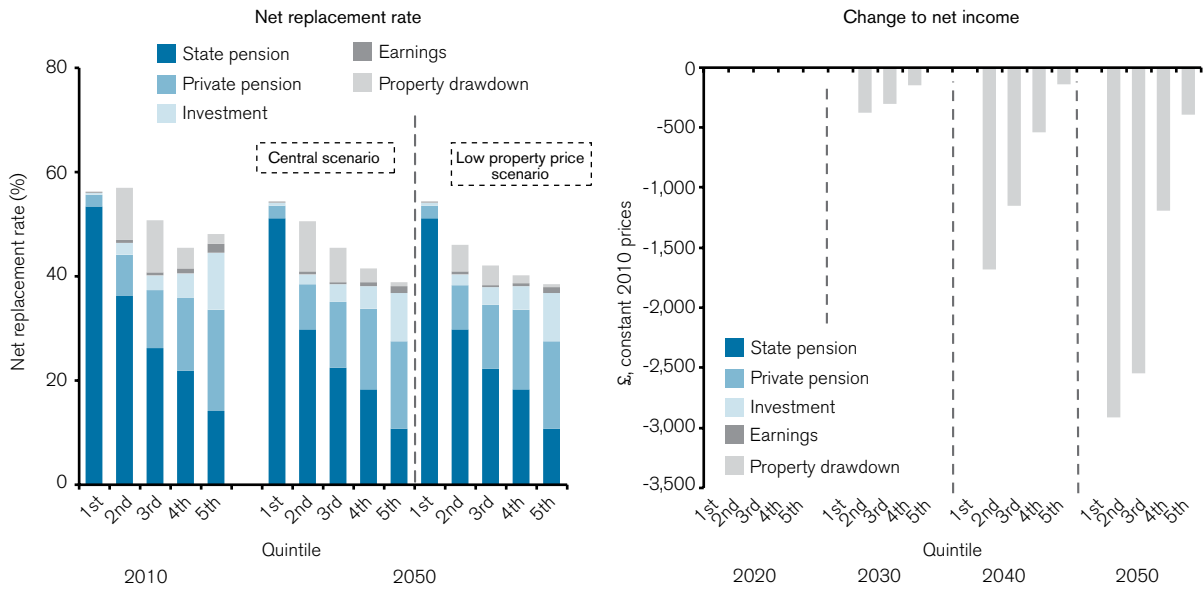 Net replacement rate
State pension
Private pension
Investment
Earnings
Property drawdown
Net replacement rate (%)
80
60
40
20
0
Central scenario
Low property price
scenario
1st
2nd
3rd
4th
5th
1st
2nd
3rd
4th
5th
1st
2nd
3rd
4th
5th
Quintile
2010
2050
Change to net income
£, constant 2010 prices
0
-500
-1,000
-1,500
-2,000
-2,500
-3,000
-3,500
State pension
Private pension
Investment
Earnings
Property drawdown
1st
2nd
3rd
4th
5th
1st
2nd
3rd
4th
5th
1st
2nd
3rd
4th
5th
1st
2nd
3rd
4th
5th
Quintile
2020
2030
2040
2050